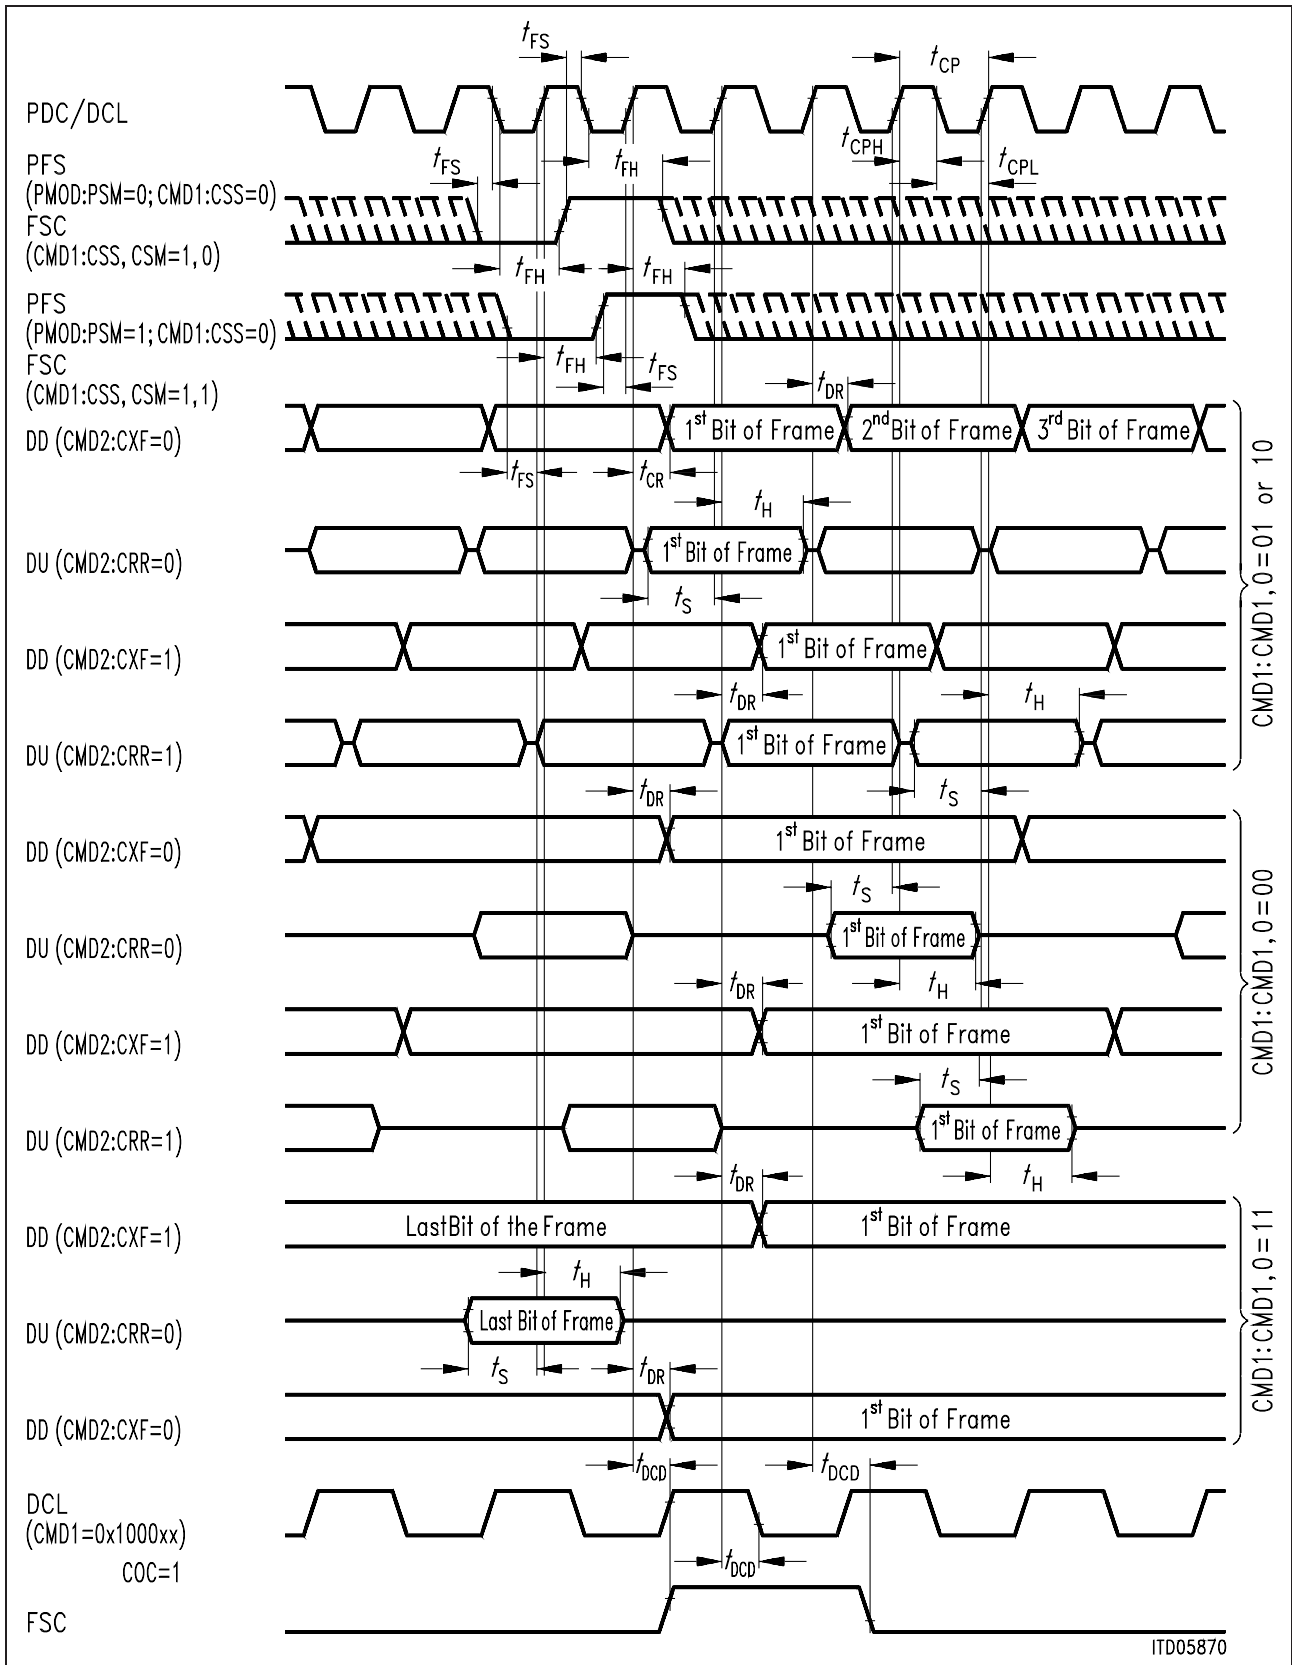 tFS
tCP
PDC/DCL
tCPH
tCPL
PFS
tFS
tFH
(PMOD:PSM=0; CMD1:CSS=0)
FSC
(CMD1:CSS, CSM=1,0)
tFH
tFH
PFS
(PMOD:PSM=1; CMD1:CSS=0)
FSC
tFH
tFS
(CMD1:CSS, CSM=1,1)
tDR
DD (CMD2:CXF=0)
1st Bit of Frame
2nd Bit of Frame
3rd Bit of Frame
tFS
tCR
tH
DU (CMD2:CRR=0)
1st Bit of Frame
tS
DD (CMD2:CXF=1)
1st Bit of Frame
tDR
tH
DU (CMD2:CRR=1)
1st Bit of Frame
CMD1:CMD1,0=01 or 10
tDR
tS
DD (CMD2:CXF=0)
1st Bit of Frame
tS
DU (CMD2:CRR=0)
1st Bit of Frame
tDR
tH
DD (CMD2:CXF=1)
1st Bit of Frame
tS
DU (CMD2:CRR=1)
1st Bit of Frame
CMD1:CMD1,0=00
tDR
tH
DD (CMD2:CXF=1)
Last Bit of the Frame
1st Bit of Frame
tH
DU (CMD2:CRR=0)
Last Bit of Frame
tS
tDR
DD (CMD2:CXF=0)
1st Bit of Frame
CMD1:CMD1,0=11
tDCD
tDCD
DCL
(CMD1=0x1000xx)
COC=1
tDCD
FSC
ITD05870